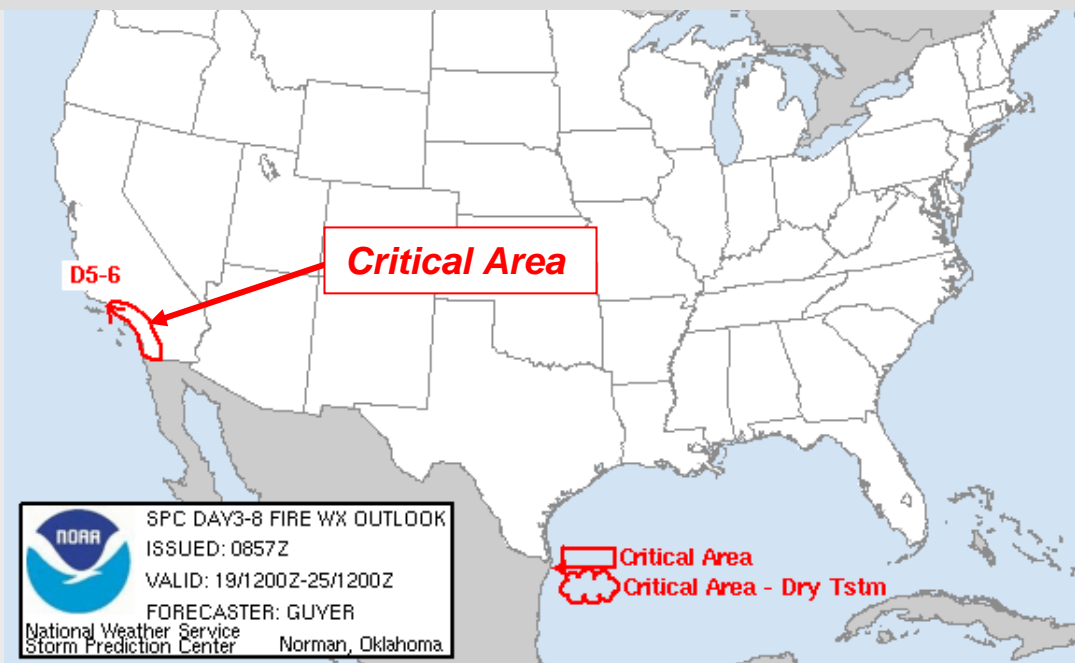 D5-6
Critical Area
NOAA
SPC DAY3-8 FIRE WX OUTLOOK
ISSUED: 0857Z
VALID: 19/1200Z-25/1200Z
FORECASTER: GUYER
National Weather Service
Storm Prediction Center Norman, Oklahoma
Critical Area
Critical Area - Dry Tstm